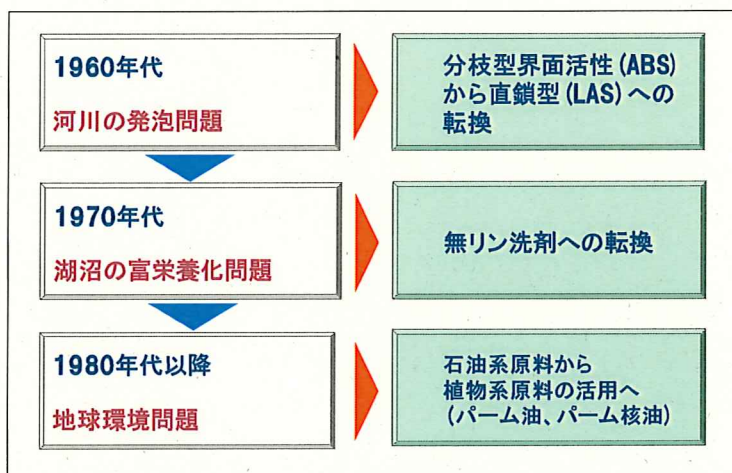 1960年代
河川の発泡問題
分枝型界面活性(ABS)
から直鎖型(LAS)への
転換
1970年代
湖沼の富栄養化問題
無リン洗剤への転換
1980年代以降
地球環境問題
石油系原料から
植物系原料の活用へ
(パーム油、パーム核油)